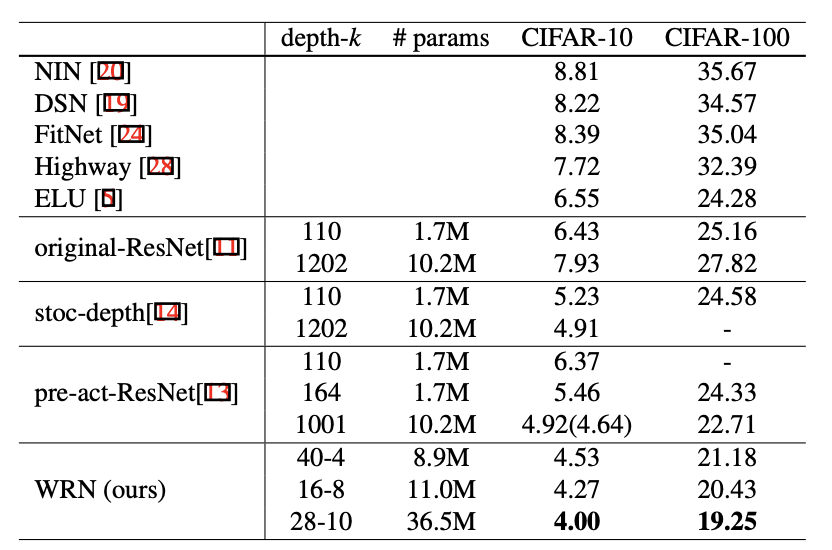 depth-k # params CIFAR-10 CIFAR-100
NIN [20] 8.81 35.67
DSN [19] 8.22 34.57
FitNet [24] 8.39 35.04
Highway [28] 7.72 32.39
ELU [5] 6.55 24.28
original-ResNet[11] 110 1.7M 6.43 25.16
1202 10.2M 7.93 27.82
stoc-depth[14] 110 1.7M 5.23 24.58
1202 10.2M 4.91 -
pre-act-ResNet[13] 110 1.7M 6.37 -
164 1.7M 5.46 24.33
1001 10.2M 4.92(4.64) 22.71
WRN (ours) 40-4 8.9M 4.53 21.18
16-8 11.0M 4.27 20.43
28-10 36.5M 4.00 19.25